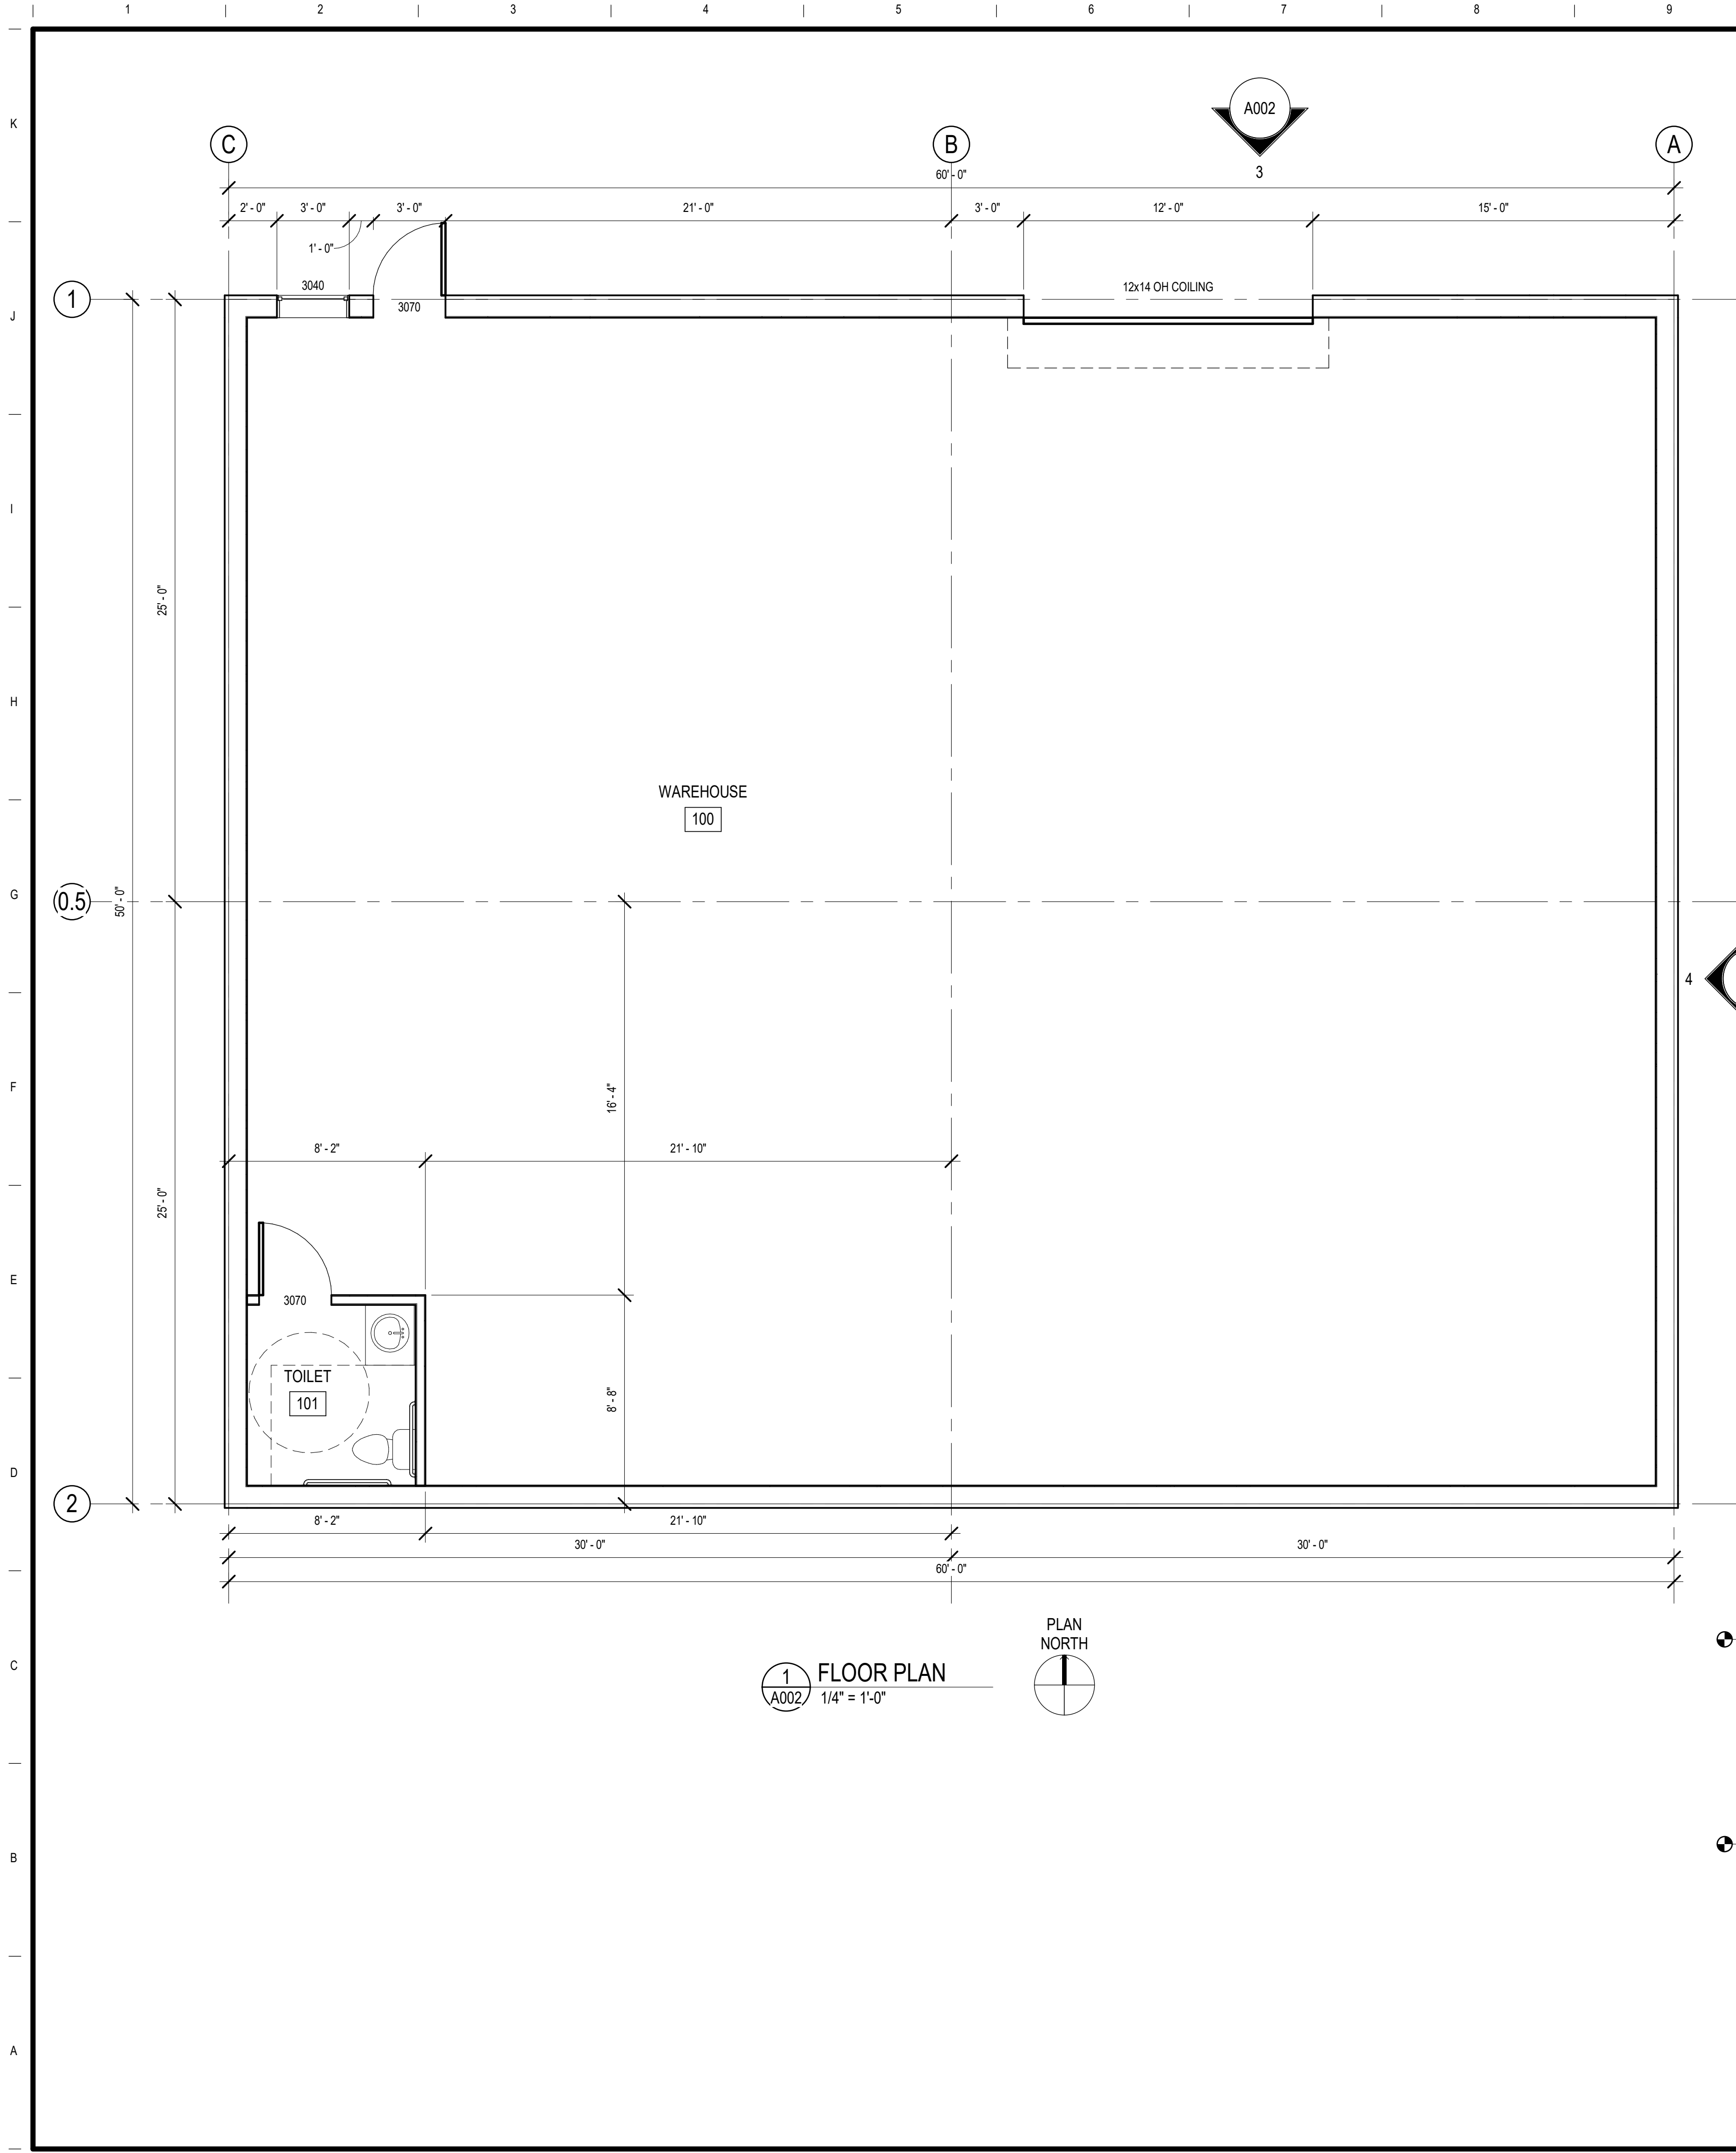 1 2 3 4 5 6 7 8 9
K
A002
C B A
60' - 0"
3
2' - 0" 3' - 0" 3' - 0" 21' - 0" 3' - 0" 12' - 0" 15' - 0"
1' - 0"
3040
12x14 OH COILING
1
3070
J
I
25' - 0"
H
WAREHOUSE
100
G
0.5
50' - 0"
4
F
16' - 4"
8' - 2" 21' - 10"
25' - 0"
E
3070
TOILET
101
8' - 8"
D
2
8' - 2" 21' - 10"
30' - 0" 30' - 0"
60' - 0"
PLAN
NORTH
C
1 FLOOR PLAN
A002 1/4" = 1'-0"
B
A